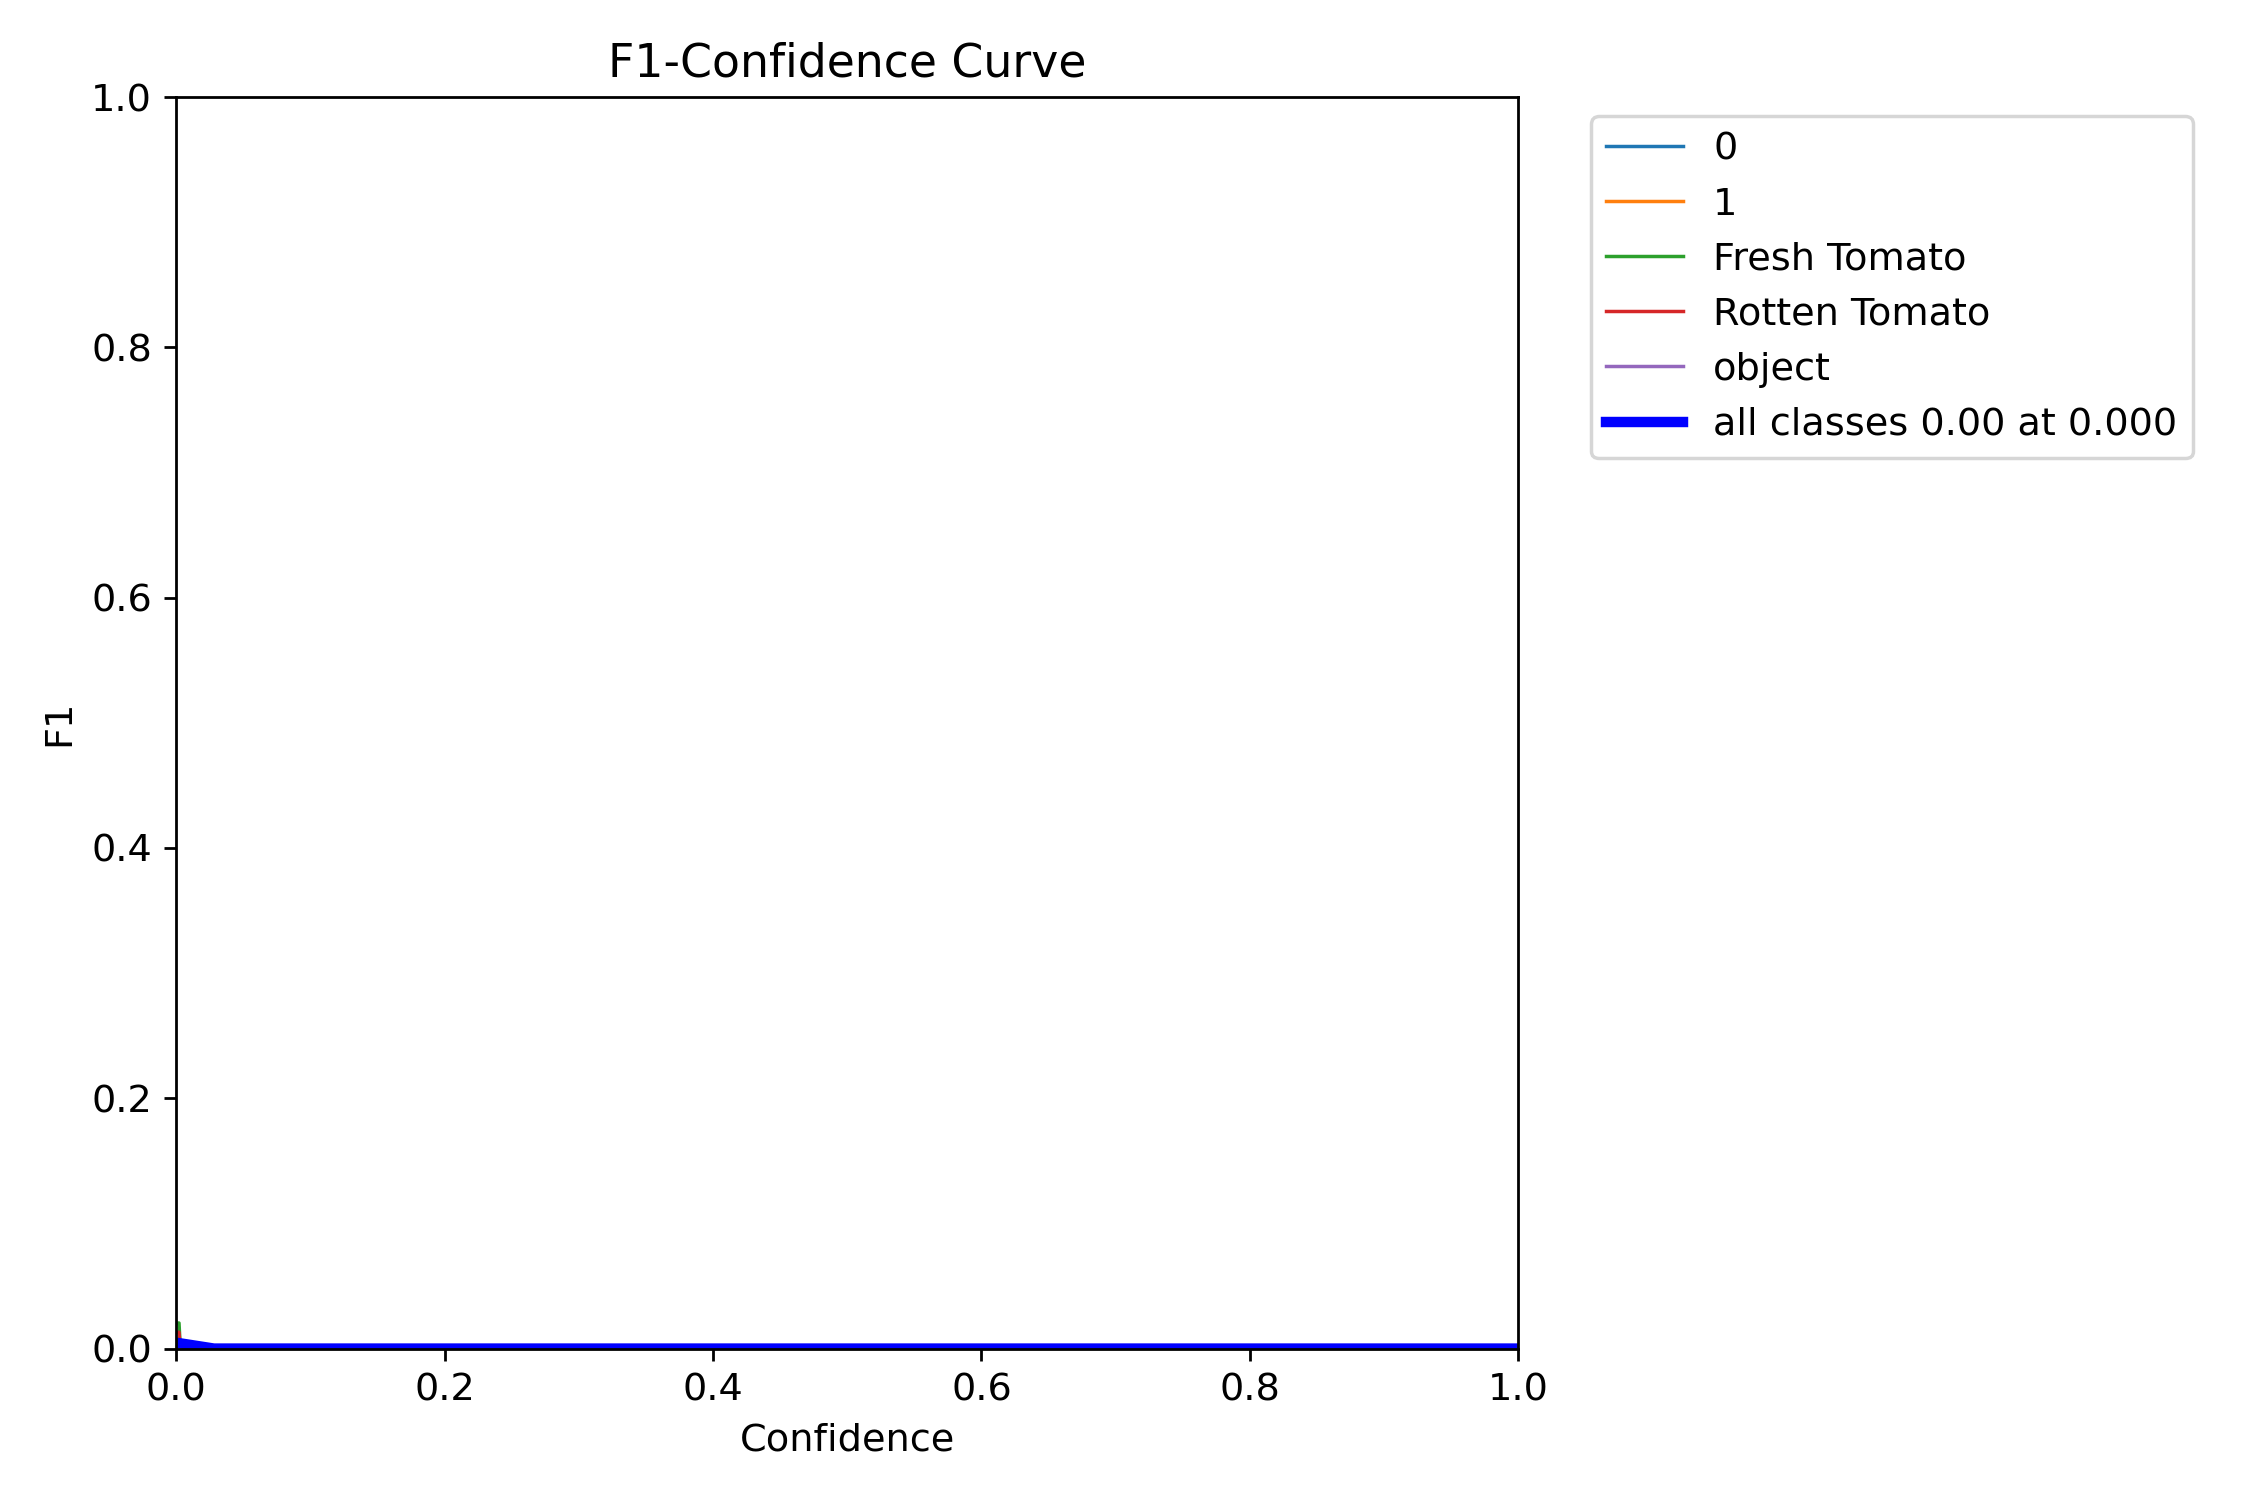 F1-Confidence Curve
1.0
0.8
0.6
0.4
0.2
0.0
F1
0.0 0.2 0.4 0.6 0.8 1.0
Confidence
0
1
Fresh Tomato
Rotten Tomato
object
all classes 0.00 at 0.000